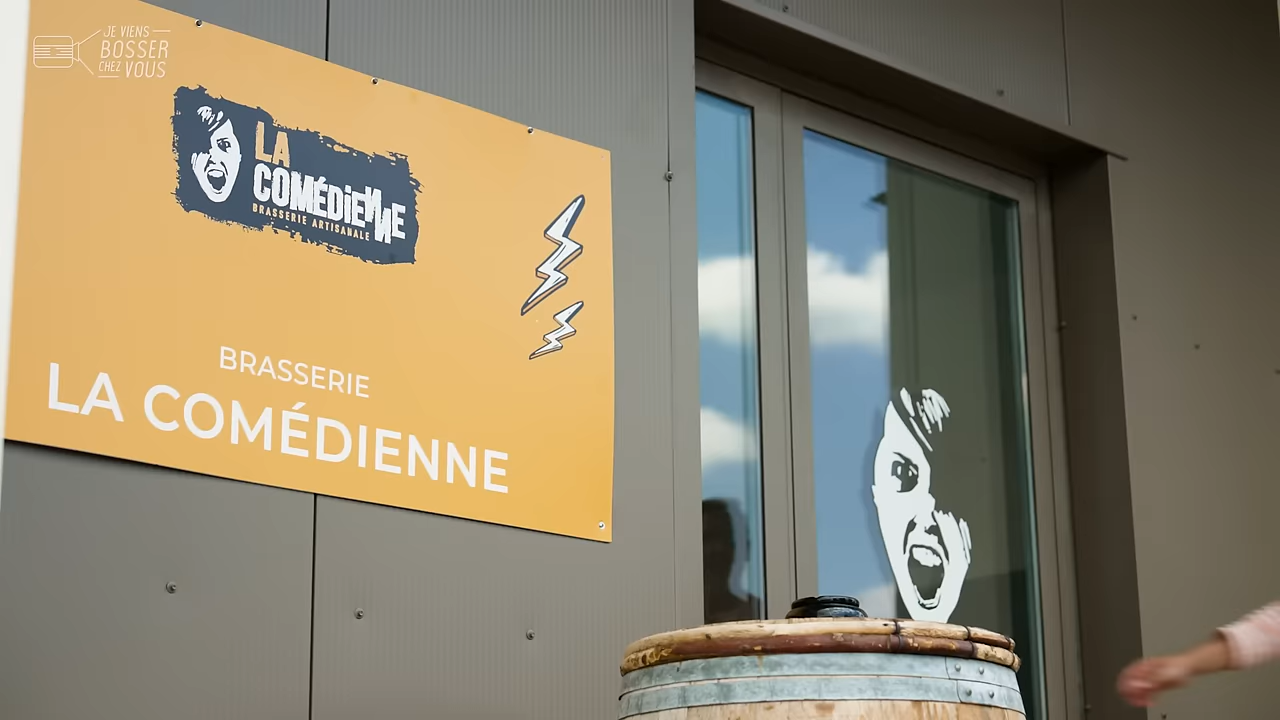 JE VIENS
BOSSER
CHEZ VOUS
LA
COMÉDIENNE
BRASSERIE ARTISANALE
BRASSERIE
LA COMÉDIENNE